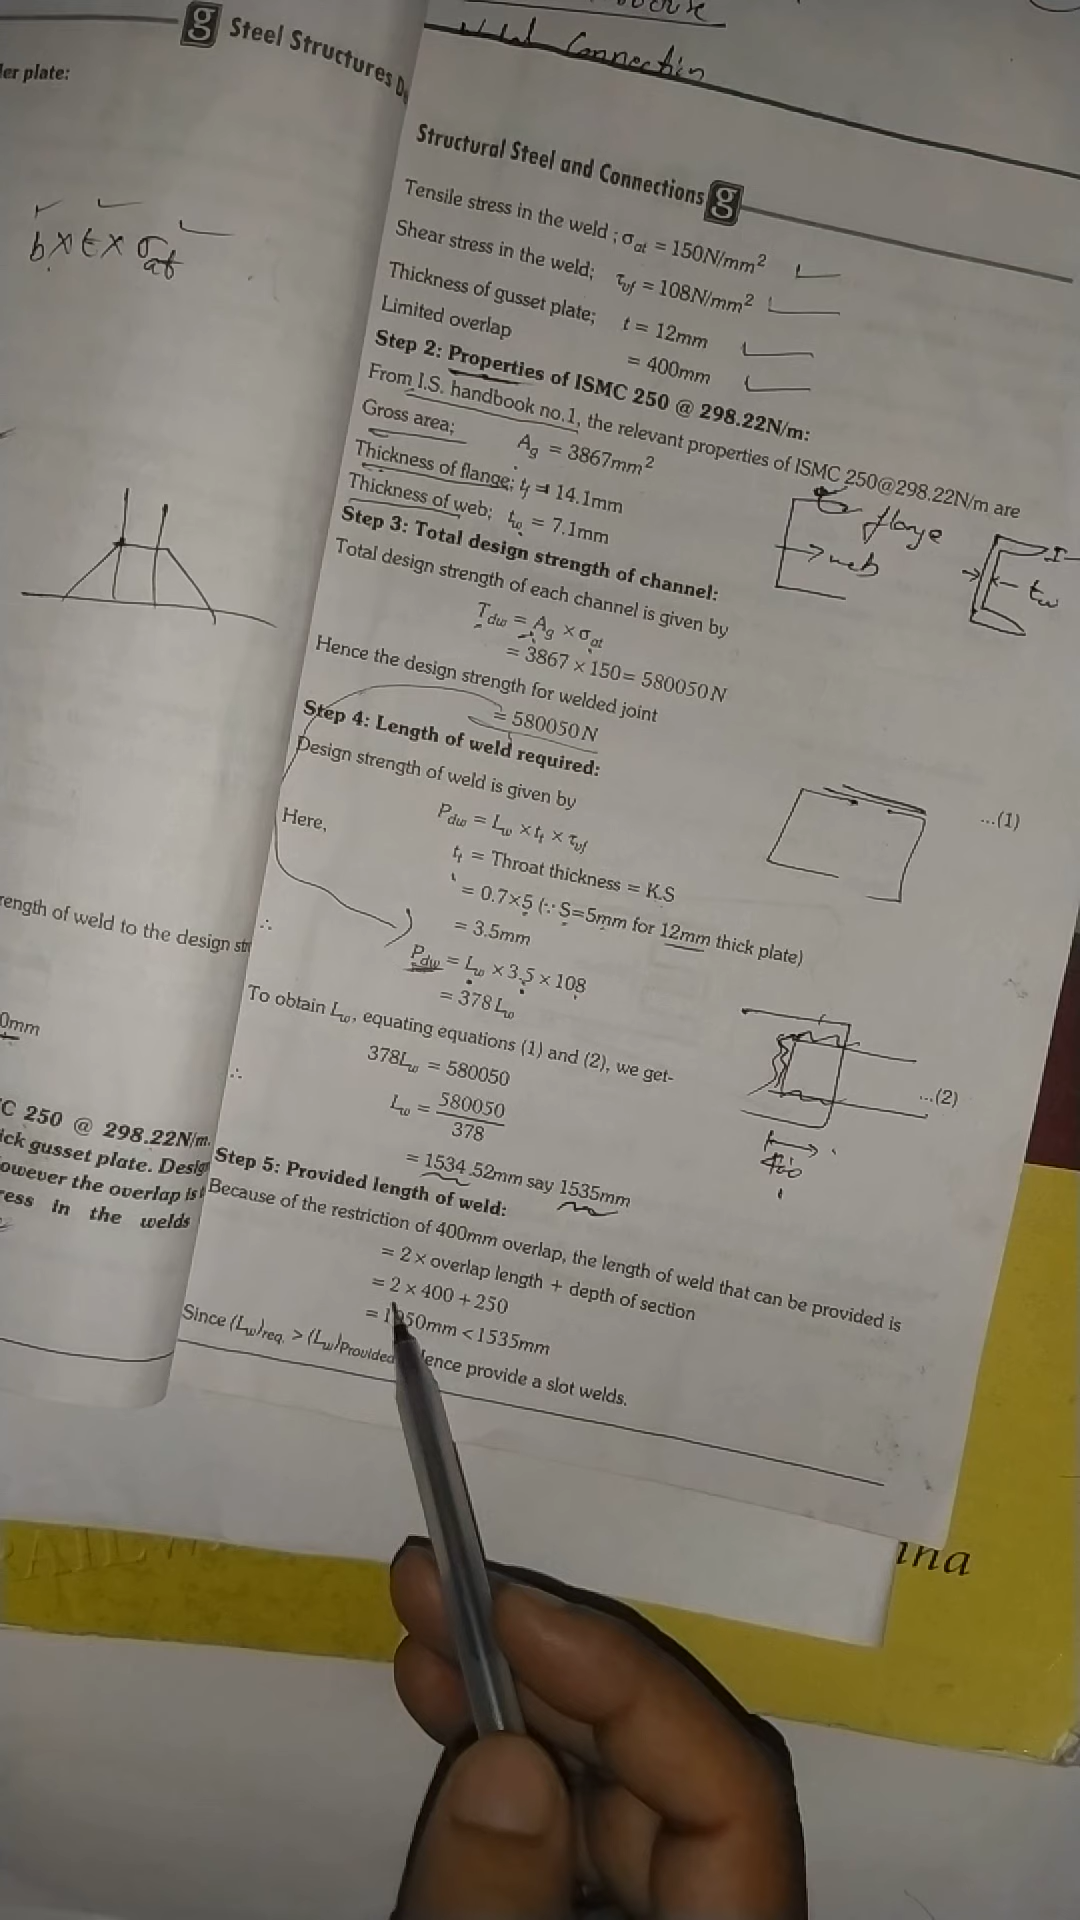 Steel Structures
ler plate:
b×t×σat
rength of weld to the design str
0mm
C 250 @ 298.22N/m.
ick gusset plate. Design
owever the overlap is
ress in the welds
Connection
Structural Steel and Connections g
Tensile stress in the weld ; σat = 150N/mm²
Shear stress in the weld; τvf = 108N/mm²
Thickness of gusset plate; t = 12mm
Limited overlap = 400mm
Step 2: Properties of ISMC 250 @ 298.22N/m:
From I.S. handbook no.1, the relevant properties of ISMC 250@298.22N/m are
Gross area; Ag = 3867mm²
Thickness of flange; tf = 14.1mm
Thickness of web; tw = 7.1mm
flange
web
tw
Step 3: Total design strength of channel:
Total design strength of each channel is given by
Tdw = Ag × σat
= 3867 × 150 = 580050N
Hence the design strength for welded joint
= 580050N
...(1)
Step 4: Length of weld required:
Design strength of weld is given by
Pdw = Lw × tt × τvf
Here, tt = Throat thickness = K.S
= 0.7×5 (∵ S=5mm for 12mm thick plate)
= 3.5mm
∴ Pdw = Lw × 3.5 × 108
= 378Lw
...(2)
To obtain Lw, equating equations (1) and (2), we get-
378Lw = 580050
∴ Lw = 580050/378
= 1534.52mm say 1535mm
400
Step 5: Provided length of weld:
Because of the restriction of 400mm overlap, the length of weld that can be provided is
= 2 × overlap length + depth of section
= 2 × 400 + 250
= 1050mm < 1535mm
Since (Lw)req. > (Lw)Provided provide a slot welds.
ina